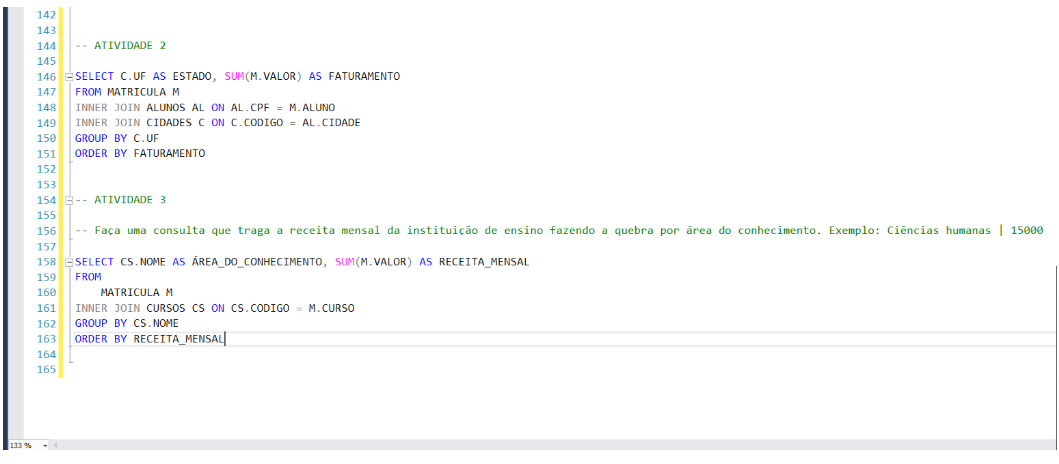 142
143
144 -- ATIVIDADE 2
145
146 SELECT C.UF AS ESTADO, SUM(M.VALOR) AS FATURAMENTO
147 FROM MATRICULA M
148 INNER JOIN ALUNOS AL ON AL.CPF = M.ALUNO
149 INNER JOIN CIDADES C ON C.CODIGO = AL.CIDADE
150 GROUP BY C.UF
151 ORDER BY FATURAMENTO
152
153
154 -- ATIVIDADE 3
155
156 -- Faça uma consulta que traga a receita mensal da instituição de ensino fazendo a quebra por área do conhecimento. Exemplo: Ciências humanas | 15000
157
158 SELECT CS.NOME AS ÁREA_DO_CONHECIMENTO, SUM(M.VALOR) AS RECEITA_MENSAL
159 FROM
160 MATRICULA M
161 INNER JOIN CURSOS CS ON CS.CODIGO = M.CURSO
162 GROUP BY CS.NOME
163 ORDER BY RECEITA_MENSAL
164
165
133 %